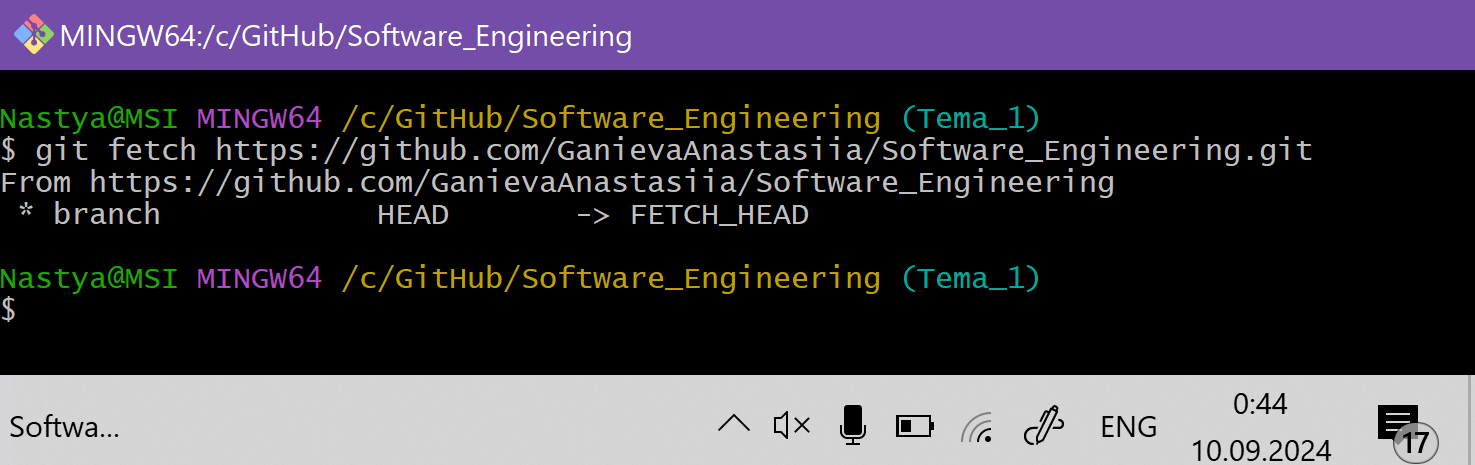 MINGW64:/c/GitHub/Software_Engineering
Nastya@MSI MINGW64 /c/GitHub/Software_Engineering (Tema_1)
$ git fetch https://github.com/GanievaAnastasiia/Software_Engineering.git
From https://github.com/GanievaAnastasiia/Software_Engineering
 * branch            HEAD       -> FETCH_HEAD
Nastya@MSI MINGW64 /c/GitHub/Software_Engineering (Tema_1)
$
Softwa...
ENG
0:44
10.09.2024
17